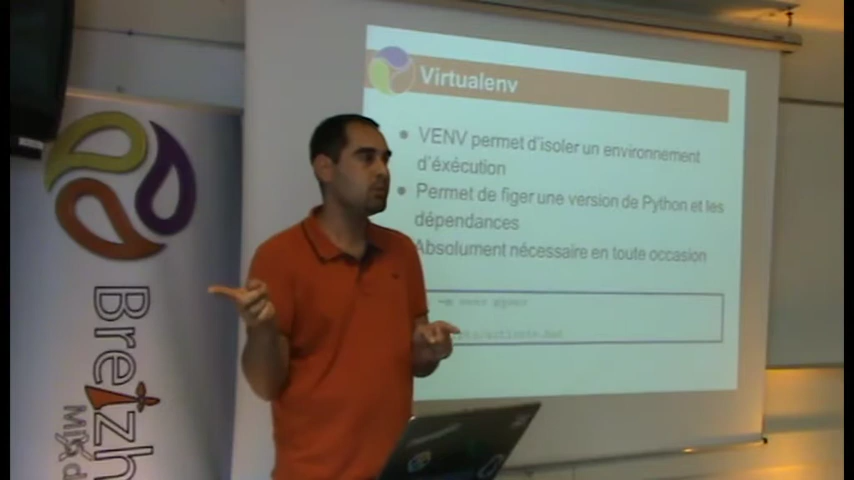 Virtualenv
VENV permet d'isoler un environnement
d'éxécution
Permet de figer une version de Python et les
dépendances
Absolument nécessaire en toute occasion
Breizh